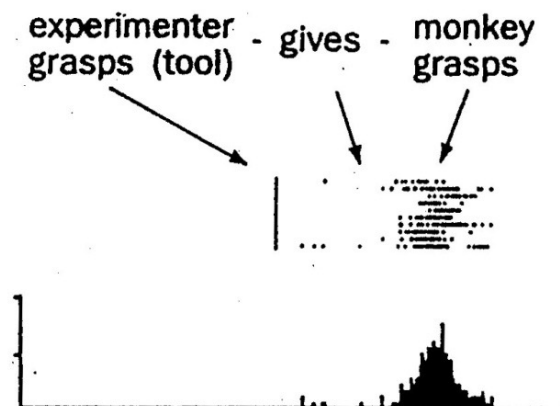 experimenter
grasps (tool) - gives - monkey
grasps